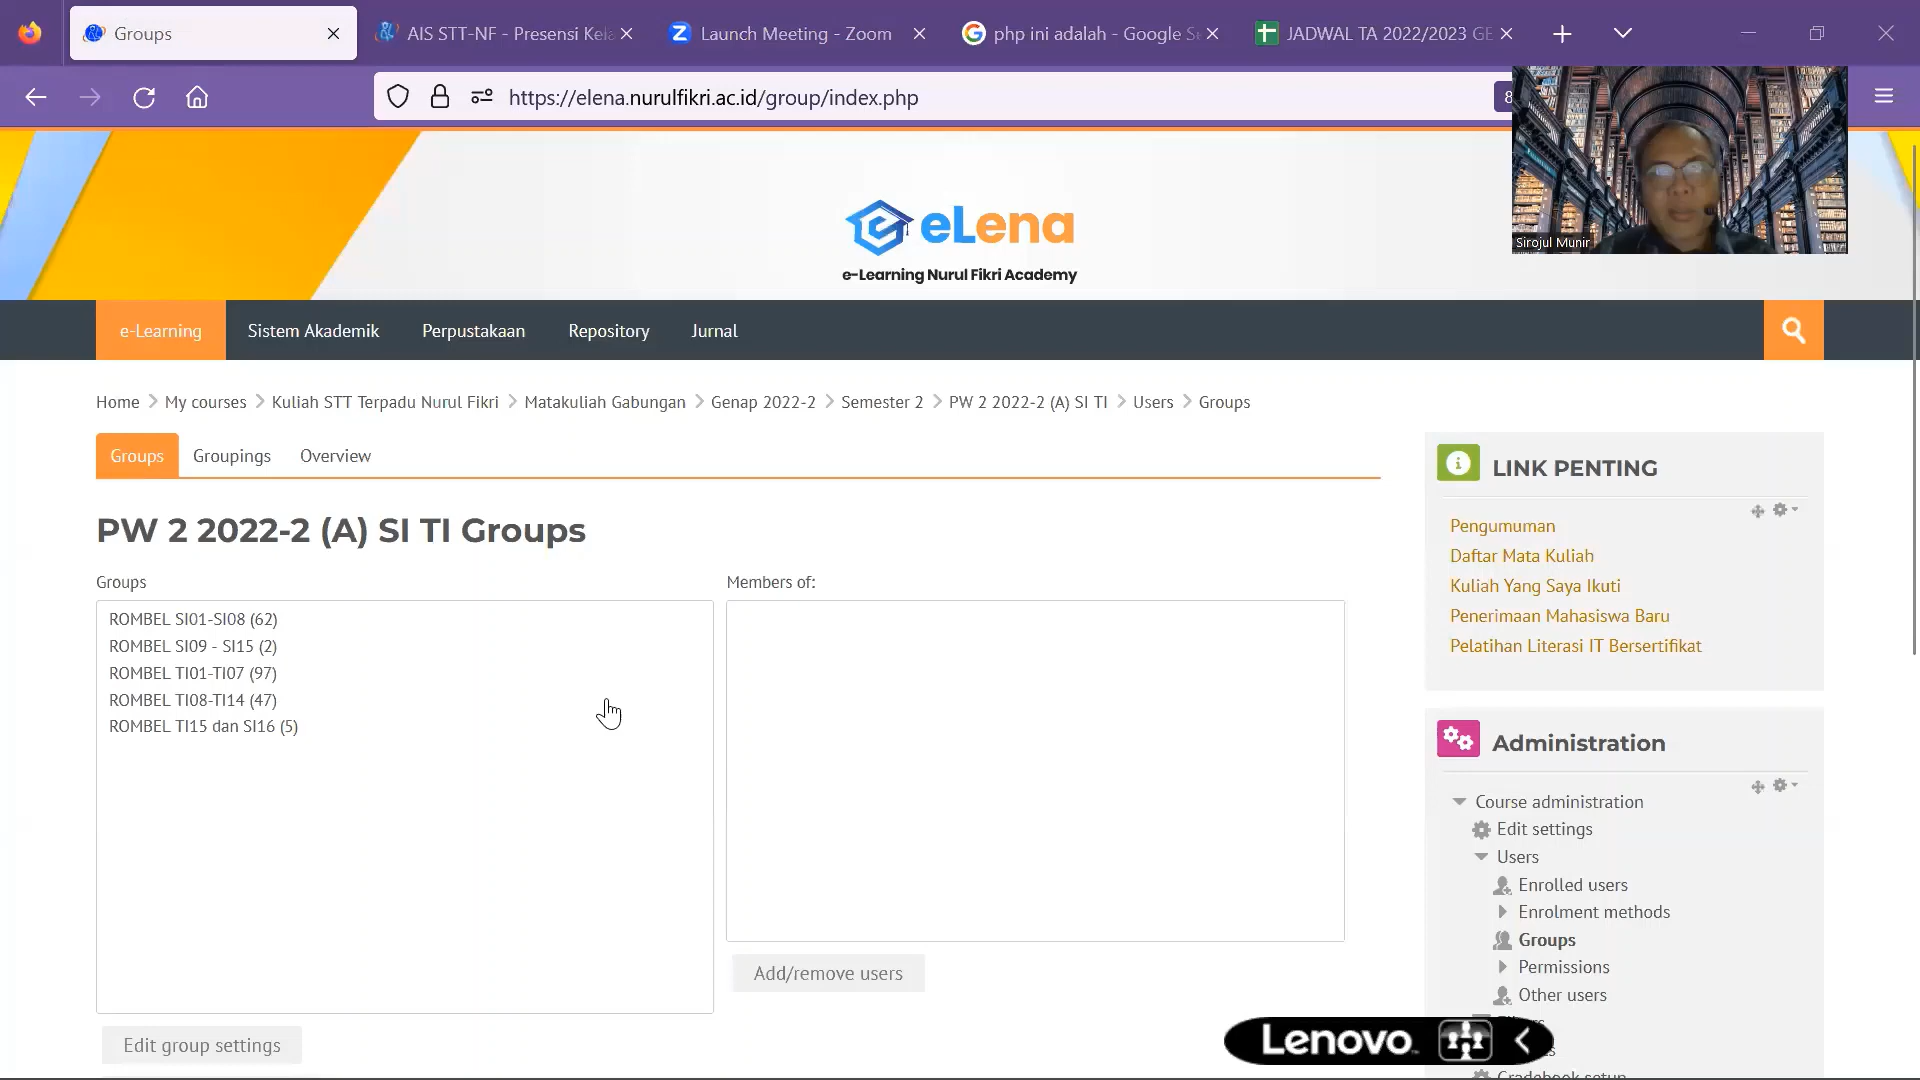 Groups
AIS STT-NF - Presensi Kela
Launch Meeting - Zoom
php ini adalah - Google Se
JADWAL TA 2022/2023 GE
https://elena.nurulfikri.ac.id/group/index.php
8
Sirojul Munir
eLena
e-Learning Nurul Fikri Academy
e-Learning
Sistem Akademik
Perpustakaan
Repository
Jurnal
Home
My courses
Kuliah STT Terpadu Nurul Fikri
Matakuliah Gabungan
Genap 2022-2
Semester 2
PW 2 2022-2 (A) SI TI
Users
Groups
Groups
Groupings
Overview
PW 2 2022-2 (A) SI TI Groups
Groups
ROMBEL SI01-SI08 (62)
ROMBEL SI09 - SI15 (2)
ROMBEL TI01-TI07 (97)
ROMBEL TI08-TI14 (47)
ROMBEL TI15 dan SI16 (5)
Edit group settings
Members of:
Add/remove users
LINK PENTING
Pengumuman
Daftar Mata Kuliah
Kuliah Yang Saya Ikuti
Penerimaan Mahasiswa Baru
Pelatihan Literasi IT Bersertifikat
Administration
Course administration
Edit settings
Users
Enrolled users
Enrolment methods
Groups
Permissions
Other users
Gradebook setup
Lenovo